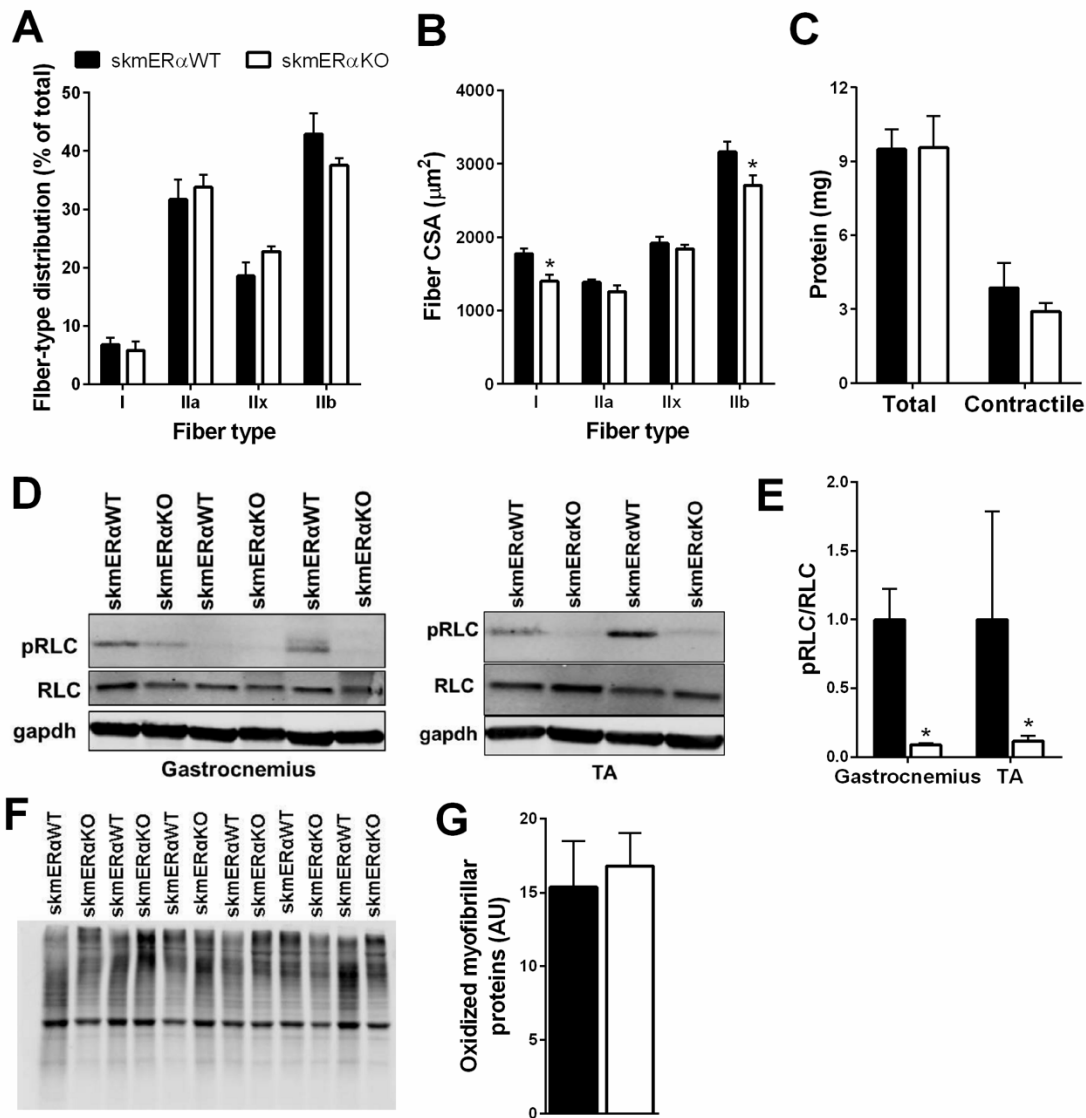 A
skmERαWT skmERαKO
FIber-type distribution (% of total)
50
40
30
20
10
0
I IIa IIx IIb
Fiber type
B
Fiber CSA (μm²)
4000
3000
2000
1000
0
* *
I IIa IIx IIb
Fiber type
C
Protein (mg)
12
9
6
3
0
Total Contractile
D
skmERαWT skmERαKO skmERαWT skmERαKO skmERαWT skmERαKO
pRLC
RLC
gapdh
Gastrocnemius
skmERαWT skmERαKO skmERαWT skmERαKO
pRLC
RLC
gapdh
TA
E
pRLC/RLC
2.0
1.5
1.0
0.5
0.0
* *
Gastrocnemius TA
F
skmERαWT skmERαKO skmERαWT skmERαKO skmERαWT skmERαKO skmERαWT skmERαKO skmERαWT skmERαKO skmERαWT skmERαKO
G
Oxidized myofibrillar
proteins (AU)
20
15
10
5
0